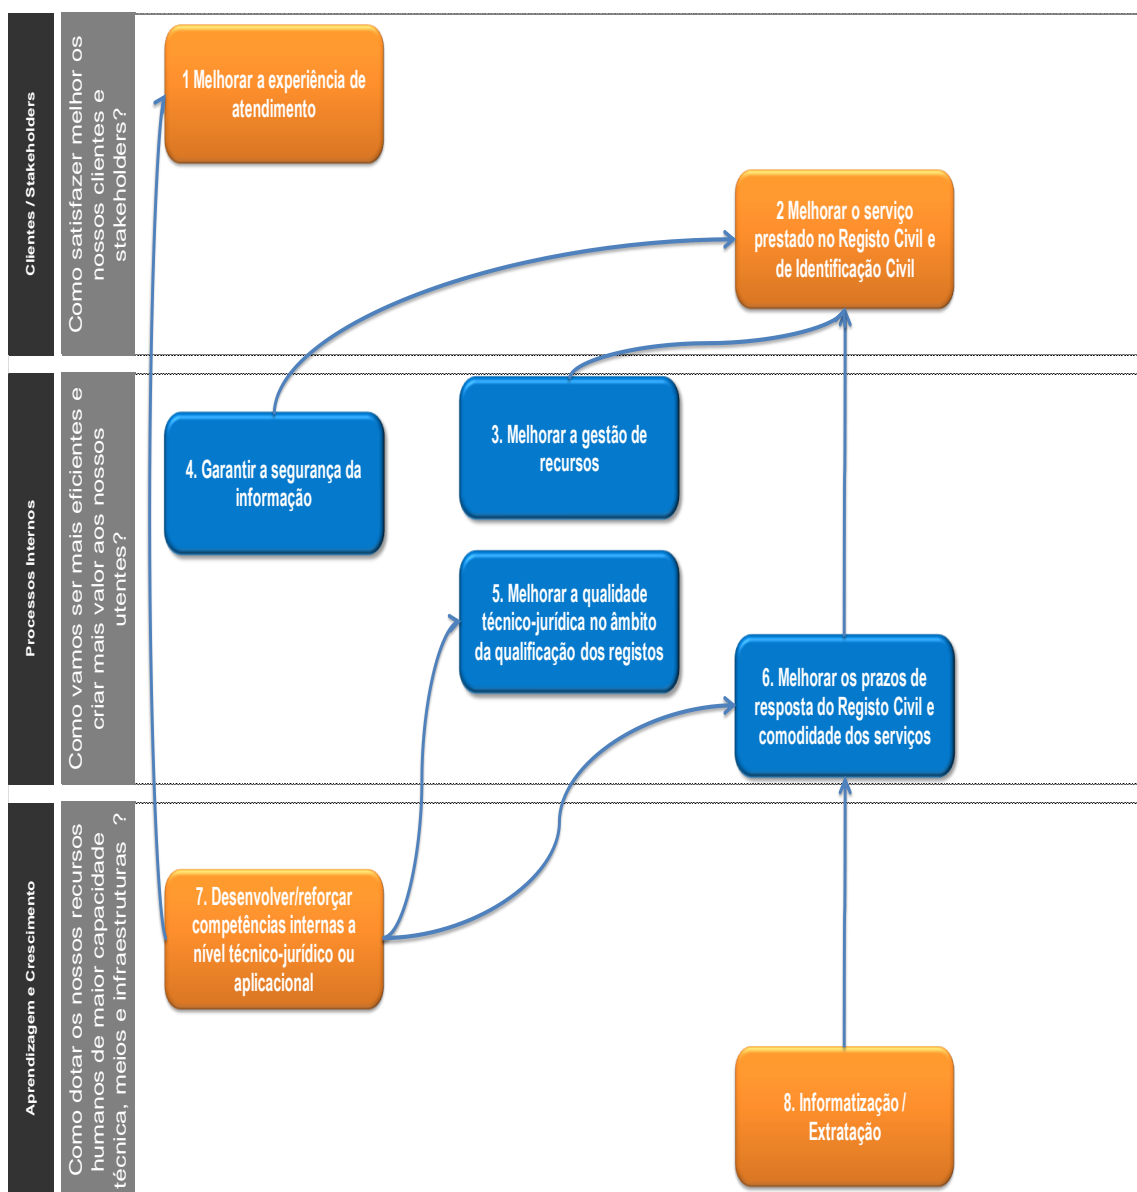 Clientes / Stakeholders
Como satisfazer melhor os
nossos clientes e
stakeholders?
1 Melhorar a experiência de
atendimento
2 Melhorar o serviço
prestado no Registo Civil e
de Identificação Civil
Processos Internos
Como vamos ser mais eficientes e
criar mais valor aos nossos
utentes?
3. Melhorar a gestão de
recursos
4. Garantir a segurança da
informação
5. Melhorar a qualidade
técnico-jurídica no âmbito
da qualificação dos registos
6. Melhorar os prazos de
resposta do Registo Civil e
comodidade dos serviços
Aprendizagem e Crescimento
Como dotar os nossos recursos
humanos de maior capacidade
técnica, meios e infraestruturas ?
7. Desenvolver/reforçar
competências internas a
nível técnico-jurídico ou
aplicacional
8. Informatização /
Extratação